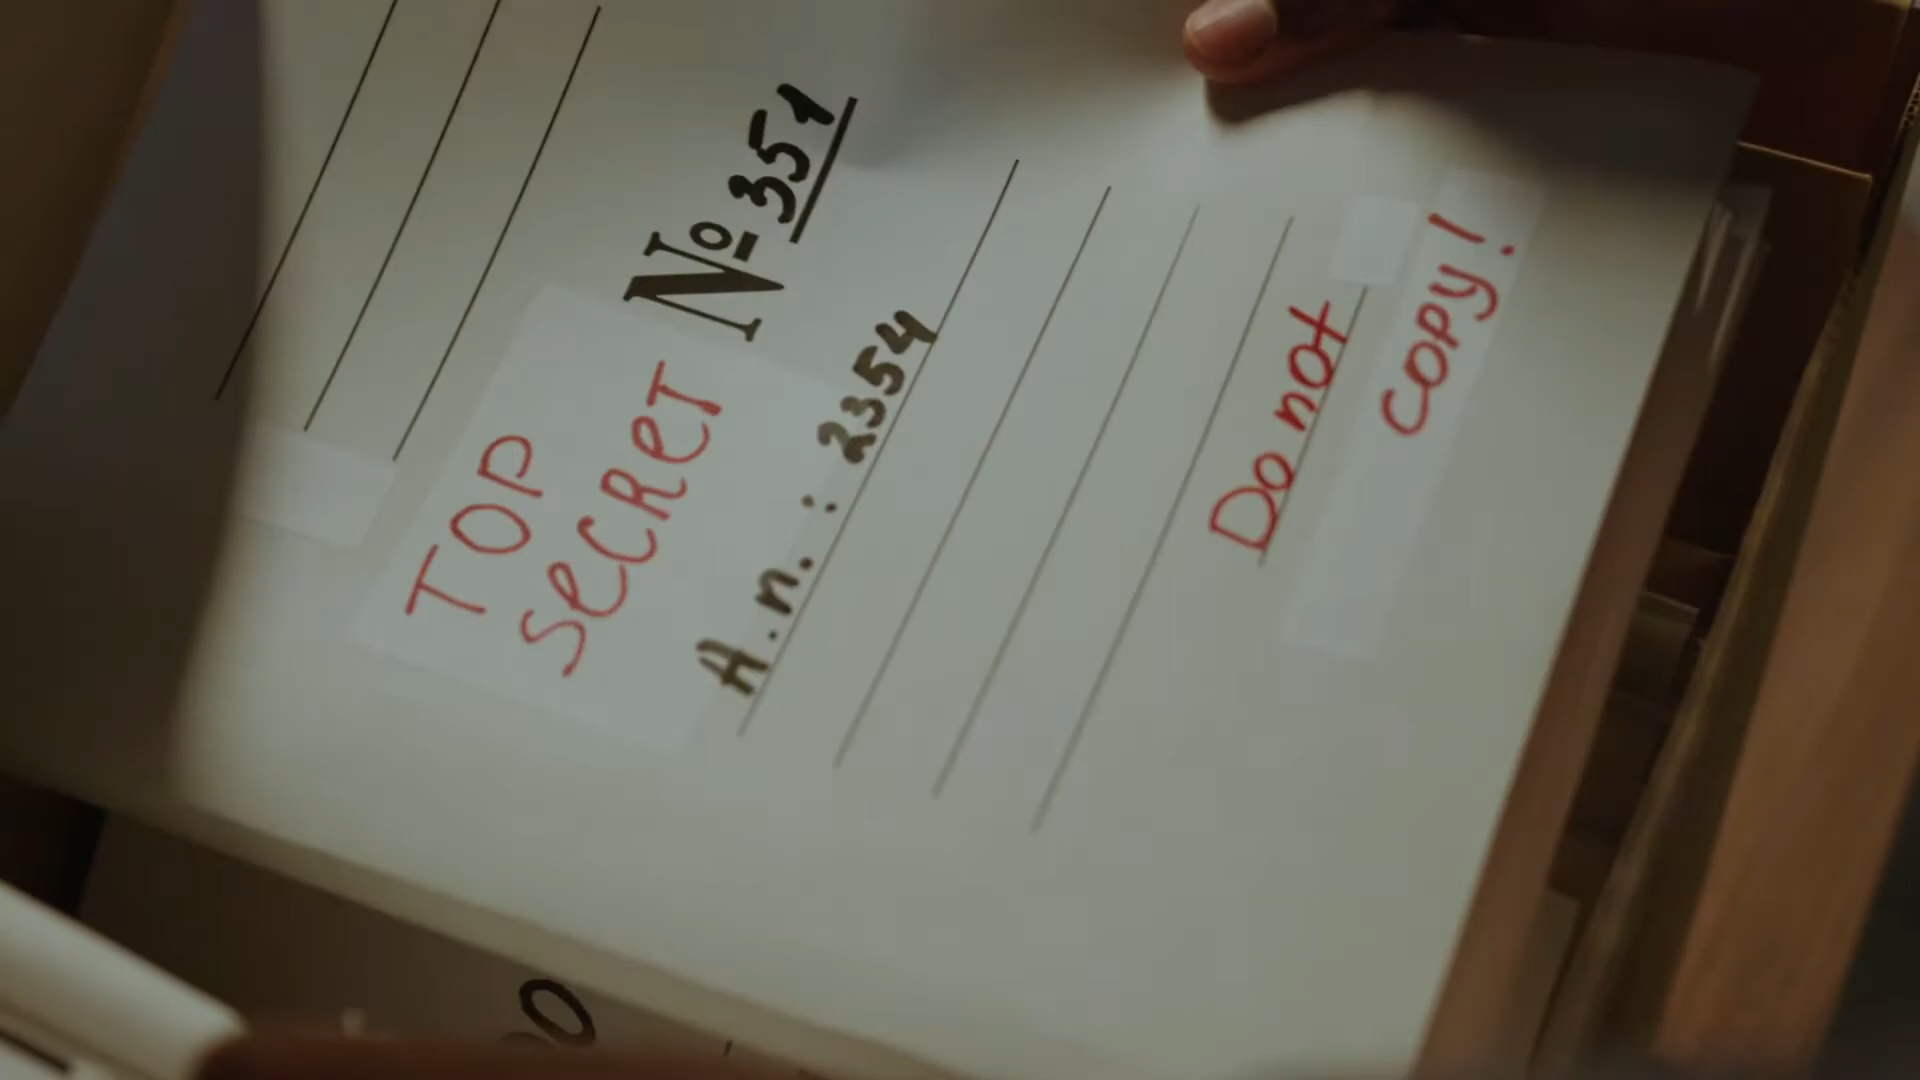 TOP
SeCReT
№ 351
A.n. : 2354
Do not
copy!